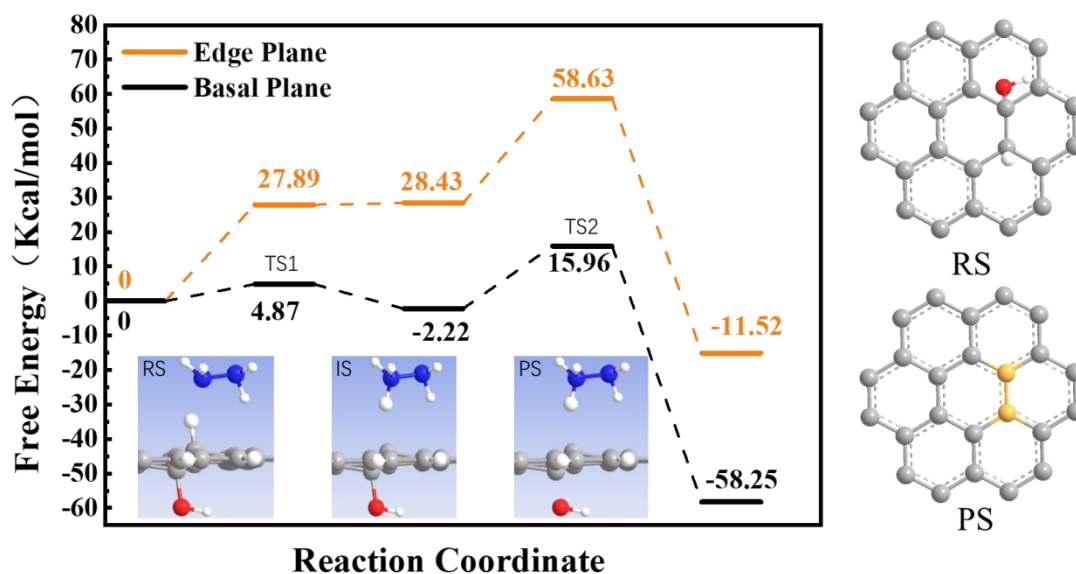 80
70
60
50
40
30
20
10
0
-10
-20
-30
-40
-50
-60
Free Energy（Kcal/mol）
Edge Plane
Basal Plane
0
0
27.89
TS1
4.87
28.43
-2.22
58.63
TS2
15.96
-11.52
-58.25
RS
IS
PS
Reaction Coordinate
RS
PS